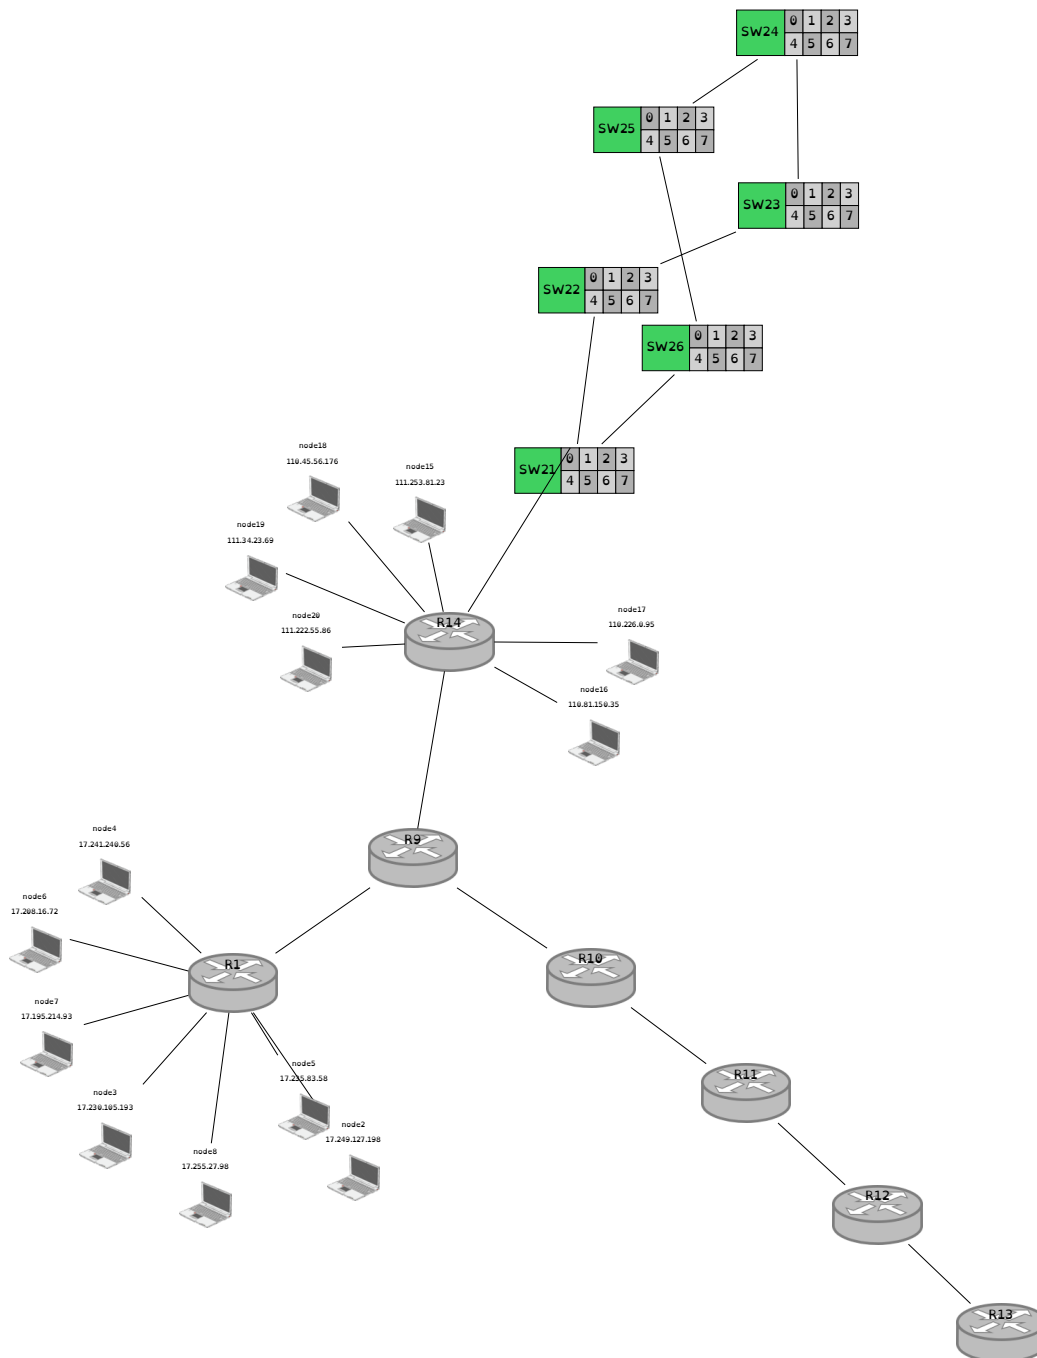 SW24 0 1 2 3
4 5 6 7
SW25 0 1 2 3
4 5 6 7
SW23 0 1 2 3
4 5 6 7
SW22 0 1 2 3
4 5 6 7
SW26 0 1 2 3
4 5 6 7
SW21 0 1 2 3
4 5 6 7
node18
110.45.56.176
node15
111.253.81.23
node19
111.34.23.69
node20
111.222.55.86
R14
node17
110.226.0.95
node16
110.81.150.35
R9
node4
17.241.240.56
node6
17.208.16.72
R1
R10
node7
17.195.214.93
node5
17.235.83.58
R11
node3
17.230.105.193
node2
17.249.127.198
node8
17.255.27.98
R12
R13